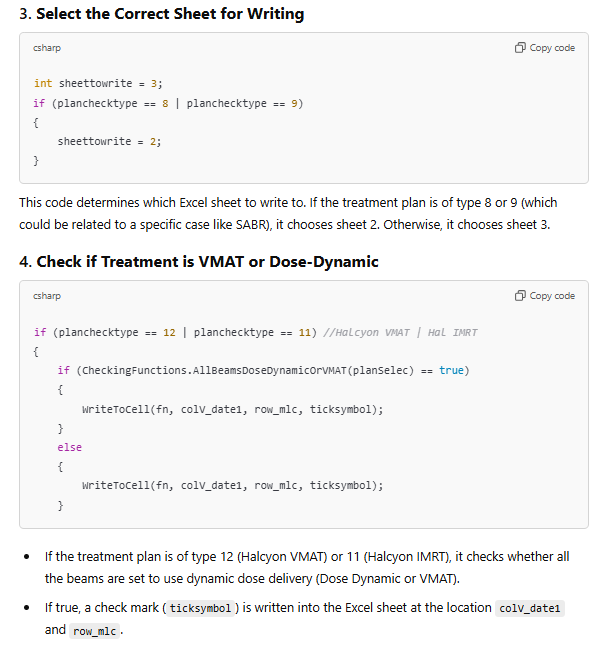 3. Select the Correct Sheet for Writing
csharp
Copy code
int sheettowrite = 3;
if (planchecktype == 8 | planchecktype == 9)
{
sheettowrite = 2;
}
This code determines which Excel sheet to write to. If the treatment plan is of type 8 or 9 (which
could be related to a specific case like SABR), it chooses sheet 2. Otherwise, it chooses sheet 3.
4. Check if Treatment is VMAT or Dose-Dynamic
csharp
Copy code
if (planchecktype == 12 | planchecktype == 11) //Halcyon VMAT | Hal IMRT
{
if (CheckingFunctions.AllBeamsDoseDynamicOrVMAT(planSelec) == true)
{
WriteToCell(fn, colV_date1, row_mlc, ticksymbol);
}
else
{
WriteToCell(fn, colV_date1, row_mlc, ticksymbol);
}
• If the treatment plan is of type 12 (Halcyon VMAT) or 11 (Halcyon IMRT), it checks whether all
the beams are set to use dynamic dose delivery (Dose Dynamic or VMAT).
• If true, a check mark ( ticksymbol ) is written into the Excel sheet at the location colV_date1
and row_mlc .